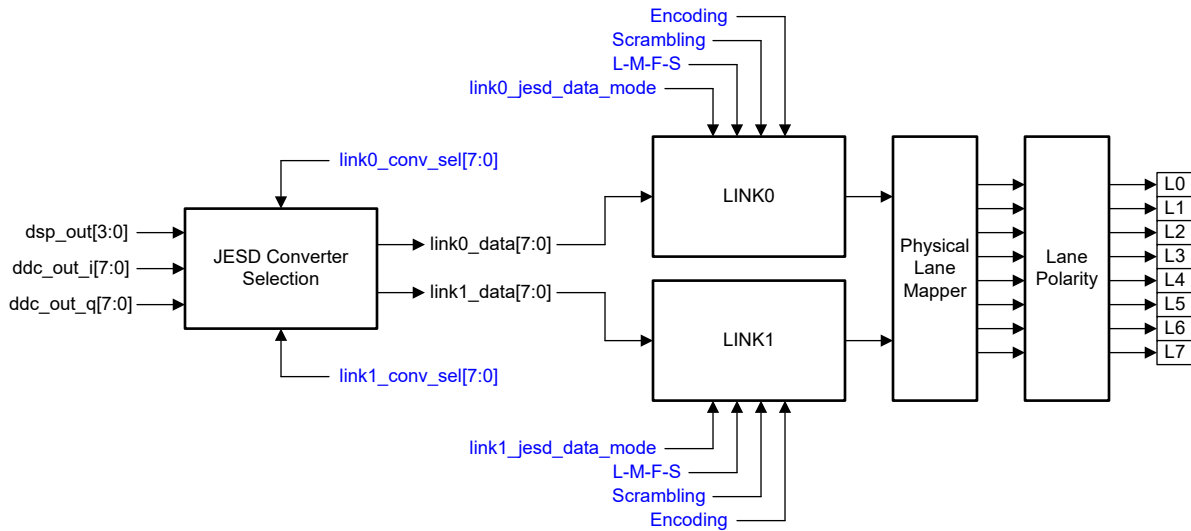 Encoding
Scrambling
L-M-F-S
link0_jesd_data_mode
link0_conv_sel[7:0]
dsp_out[3:0]
ddc_out_i[7:0]
ddc_out_q[7:0]
JESD Converter
Selection
link0_data[7:0]
link1_data[7:0]
link1_conv_sel[7:0]
LINK0
LINK1
link1_jesd_data_mode
L-M-F-S
Scrambling
Encoding
Physical
Lane
Mapper
Lane
Polarity
L0
L1
L2
L3
L4
L5
L6
L7